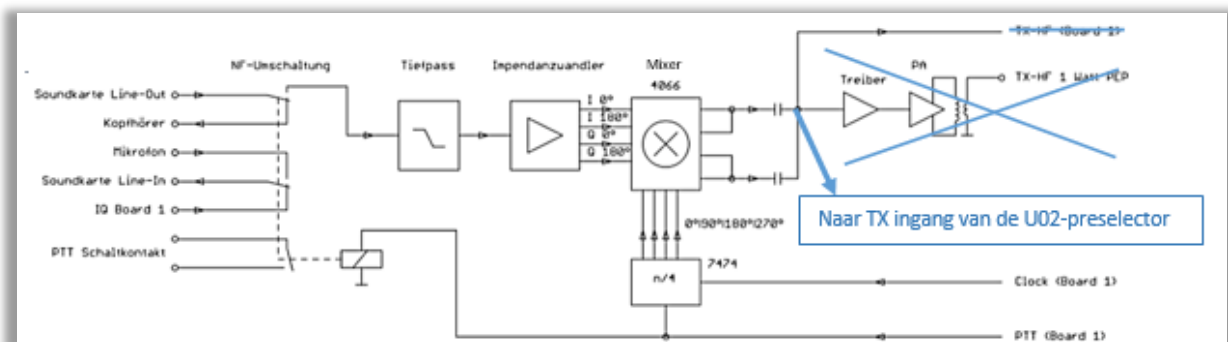 TX-HF (Board 1)
NF-Umschaltung
Tiefpass
Impendanzuandler
Mixer
4066
Treiber
PA
TX-HF 1 Watt PEP
Soundkarte Line-Out
Kopfhörer
Mikrofon
Soundkarte Line-In
IQ Board 1
PTT Schaltkontakt
I 0°
I 180°
Q 0°
Q 180°
Naar TX ingang van de U02-preselector
0°|90°|180°|270°
7474
n/4
Clock (Board 1)
PTT (Board 1)